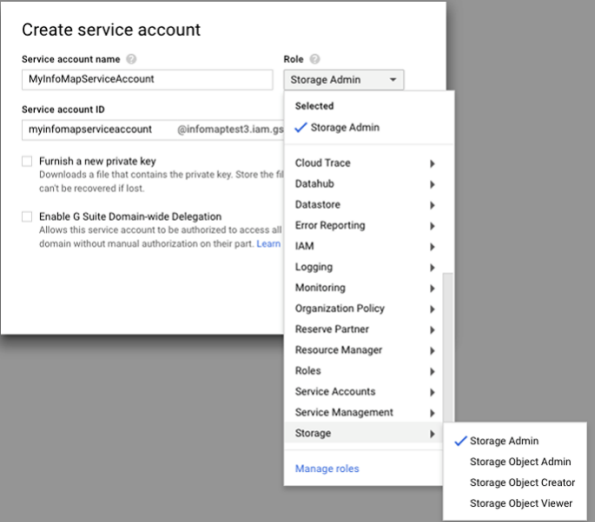 Create service account
Service account name
Role
MyInfoMapServiceAccount
Storage Admin
Service account ID
myinfomapserviceaccount @infomaptest3.iam.gs
Furnish a new private key
Downloads a file that contains the private key. Store the fil
can't be recovered if lost.
Enable G Suite Domain-wide Delegation
Allows this service account to be authorized to access all
domain without manual authorization on their part. Learn
Selected
Storage Admin
Cloud Trace
Datahub
Datastore
Error Reporting
IAM
Logging
Monitoring
Organization Policy
Reserve Partner
Resource Manager
Roles
Service Accounts
Service Management
Storage
Manage roles
Storage Admin
Storage Object Admin
Storage Object Creator
Storage Object Viewer